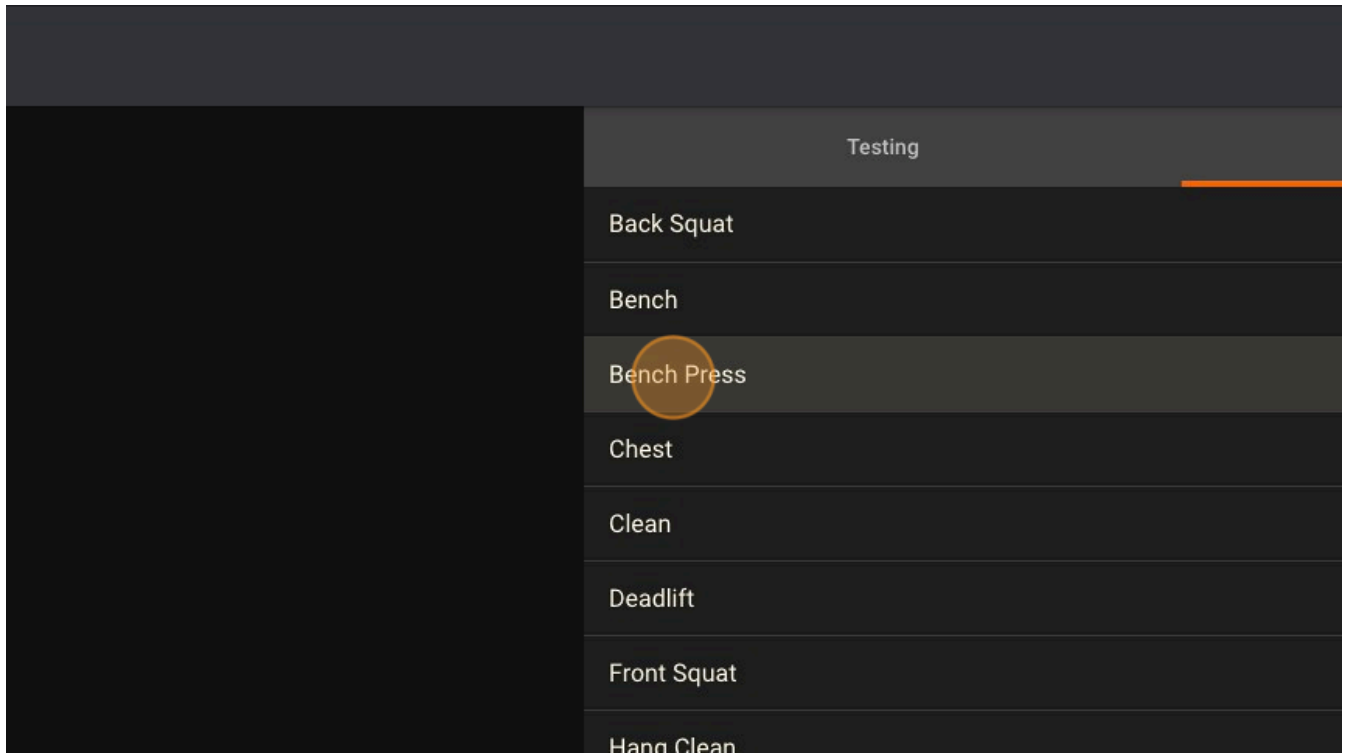 Testing
Back Squat
Bench
Bench Press
Chest
Clean
Deadlift
Front Squat
Hang Clean